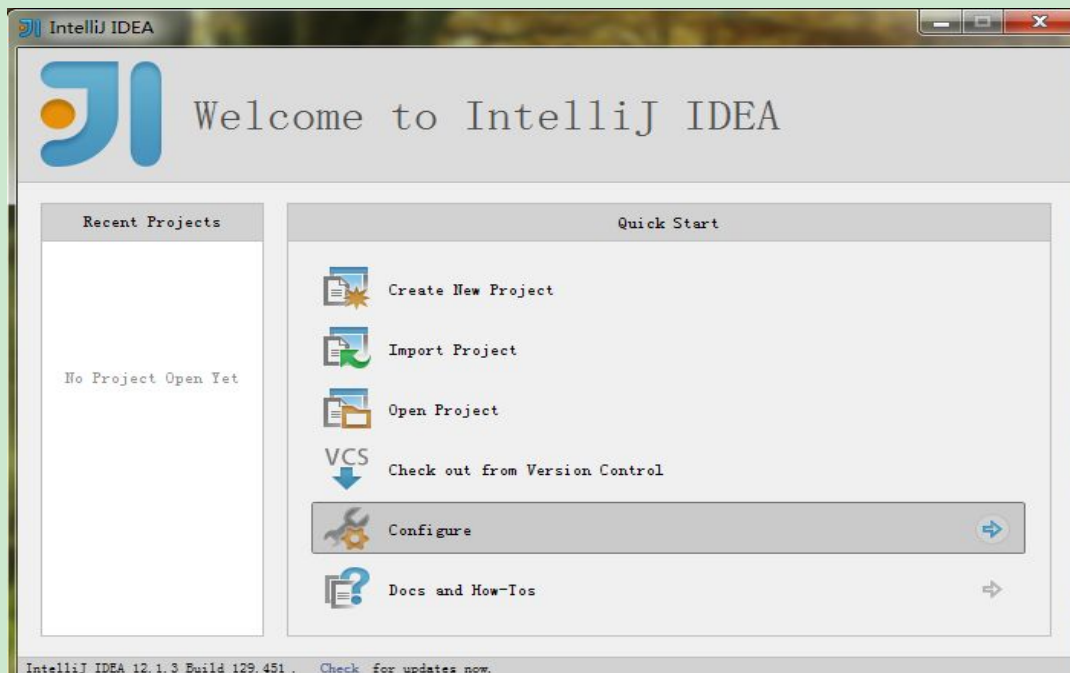 IntelliJ IDEA
Welcome to IntelliJ IDEA
Recent Projects
Quick Start
No Project Open Yet
Create New Project
Import Project
Open Project
VCS
Check out from Version Control
Configure
Docs and How-Tos
IntelliJ IDEA 12.1.3 Build 129.451 . Check for updates now.